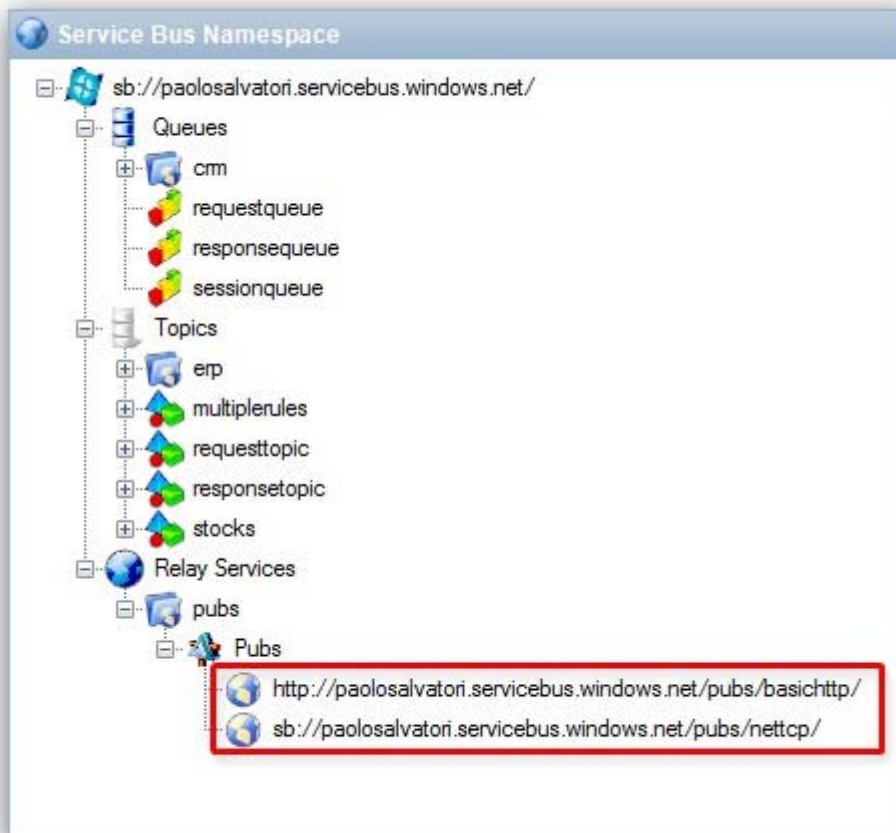 Service Bus Namespace
sb://paolosalvatori.servicebus.windows.net/
Queues
crm
requestqueue
responsequeue
sessionqueue
Topics
erp
multiplerules
requesttopic
responsetopic
stocks
Relay Services
pubs
Pubs
http://paolosalvatori.servicebus.windows.net/pubs/basichttp/
sb://paolosalvatori.servicebus.windows.net/pubs/nettcp/